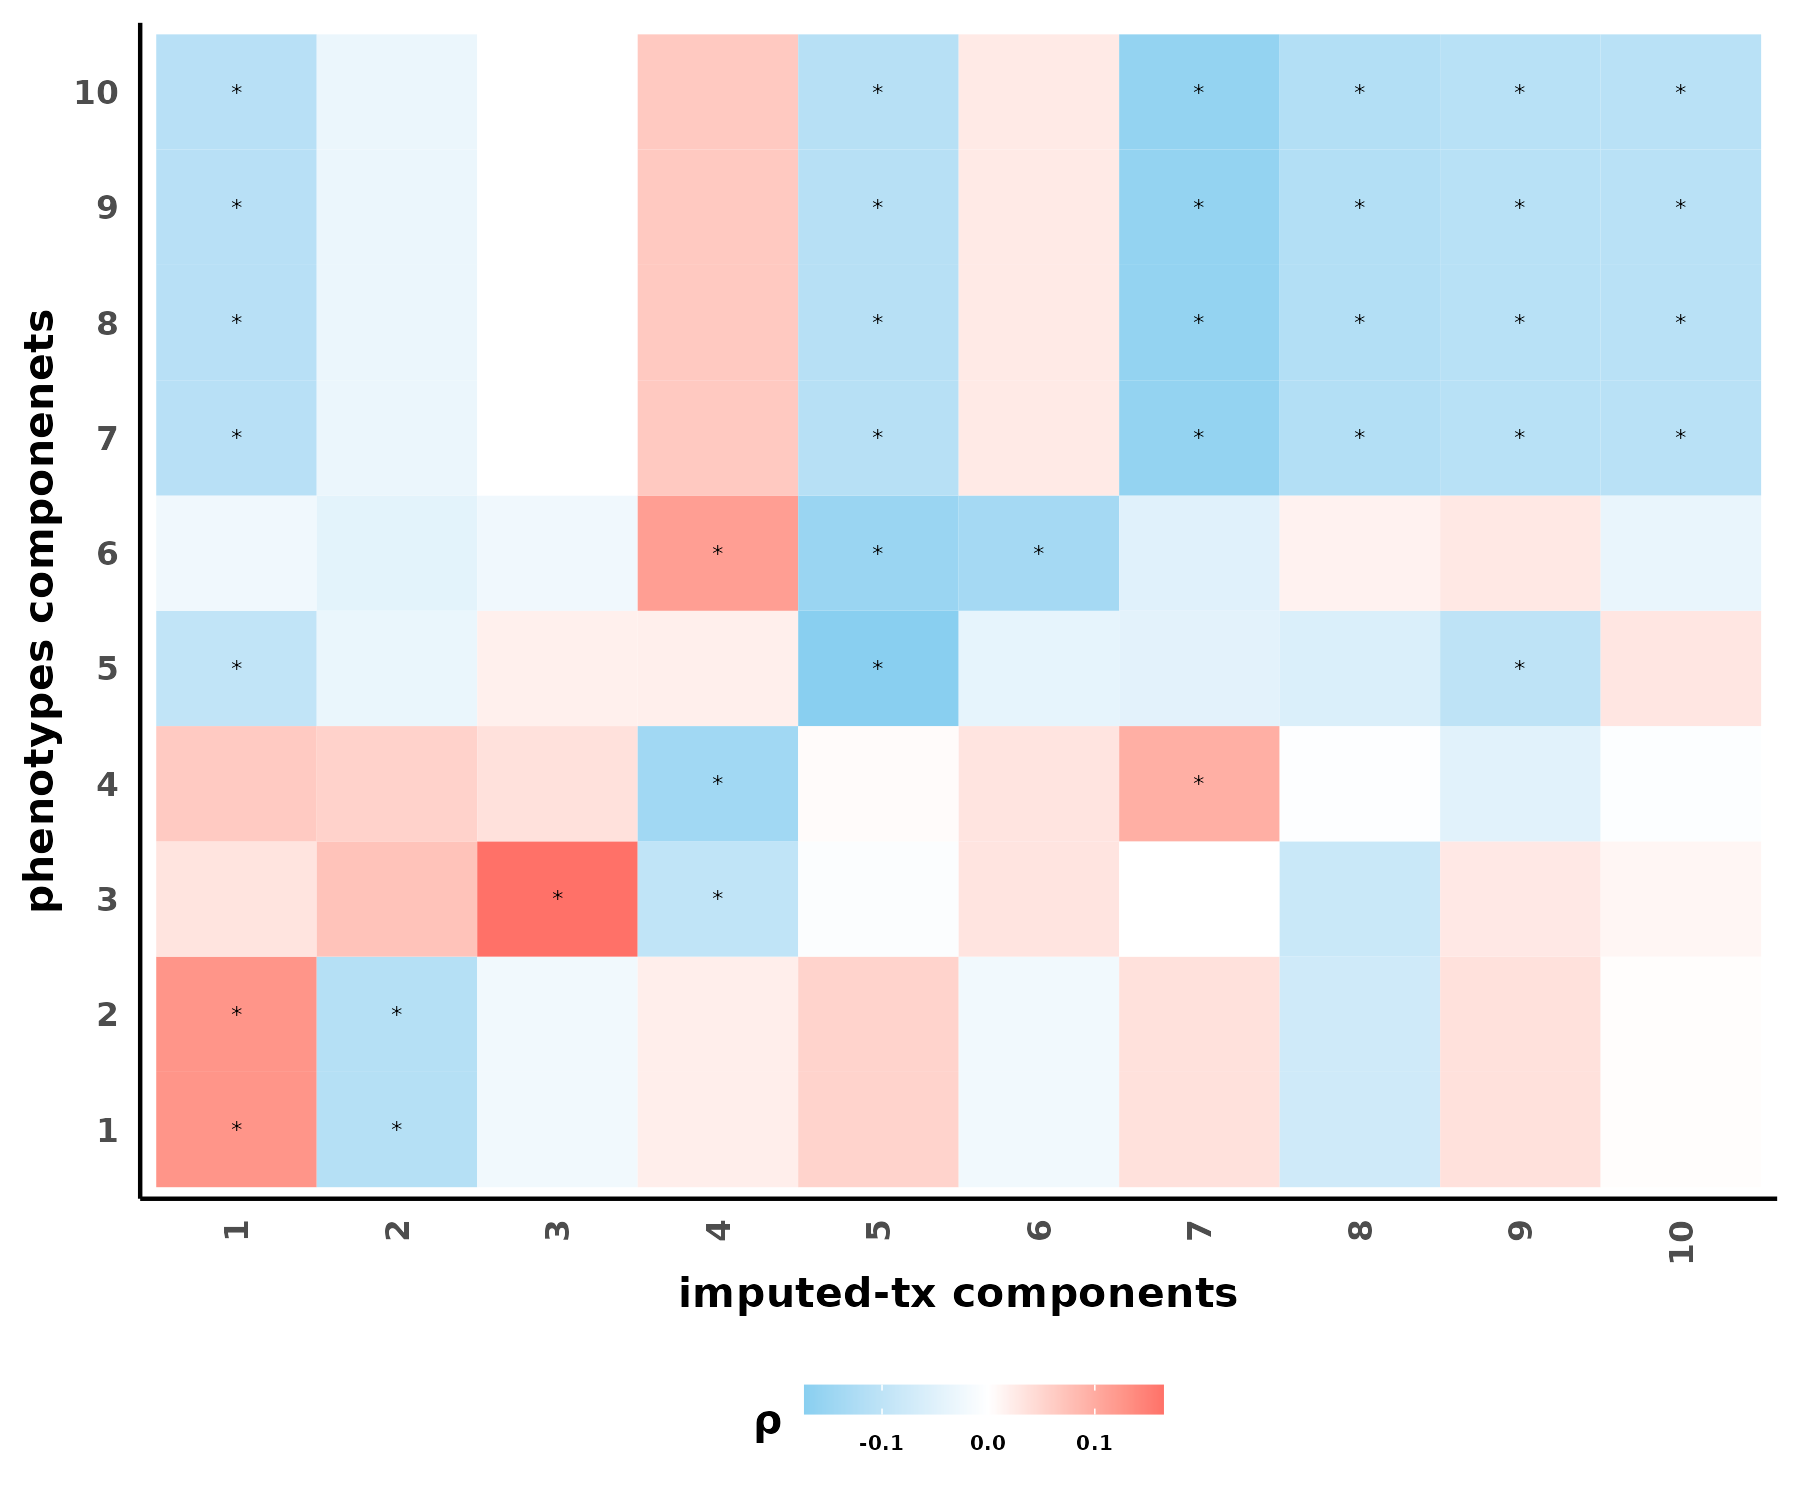 phenotypes componenets
10
* * * * * *
9
* * * * * *
8
* * * * * *
7
* * * * * *
6
* * *
5
* * *
4
* *
3
* *
2
* *
1
* *
1 2 3 4 5 6 7 8 9 10
imputed-tx components
ρ
-0.1 0.0 0.1